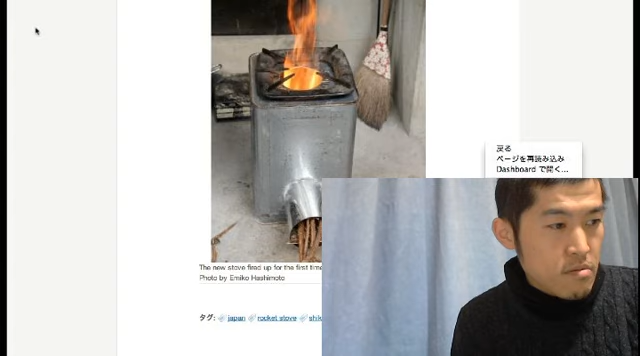 戻る
ページを再読み込み
Dashboard で開く...
The new stove fired up for the first time
Photo by Emiko Hashimoto
タグ: japan rocket stove shik